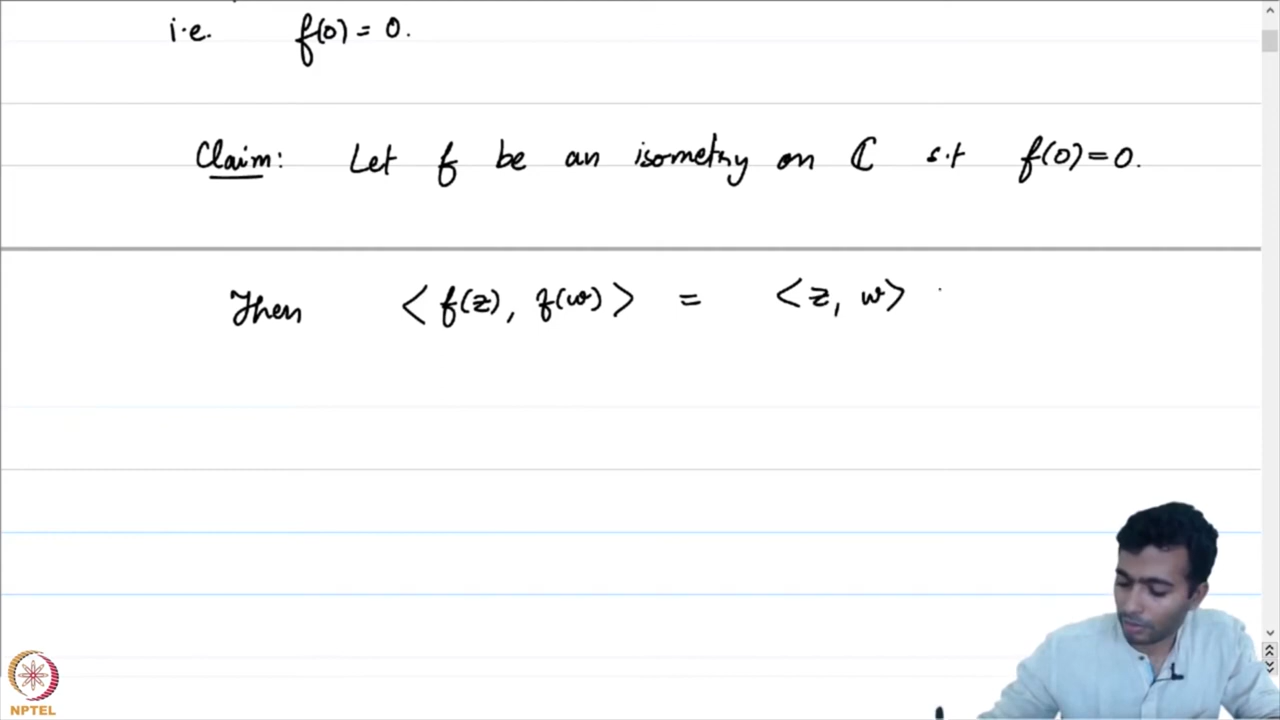 i.e. f(0) = 0.
Claim: Let f be an isometry on ℂ s.t f(0) = 0.
Then < f(z), f(w) > = < z, w >
NPTEL